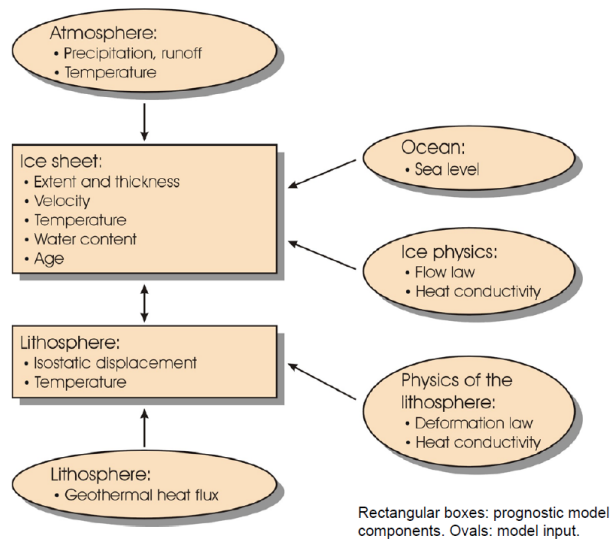 Atmosphere:
• Precipitation, runoff
• Temperature
Ice sheet:
• Extent and thickness
• Velocity
• Temperature
• Water content
• Age
Ocean:
• Sea level
Ice physics:
• Flow law
• Heat conductivity
Lithosphere:
• Isostatic displacement
• Temperature
Physics of the
lithosphere:
• Deformation law
• Heat conductivity
Lithosphere:
• Geothermal heat flux
Rectangular boxes: prognostic model
components. Ovals: model input.